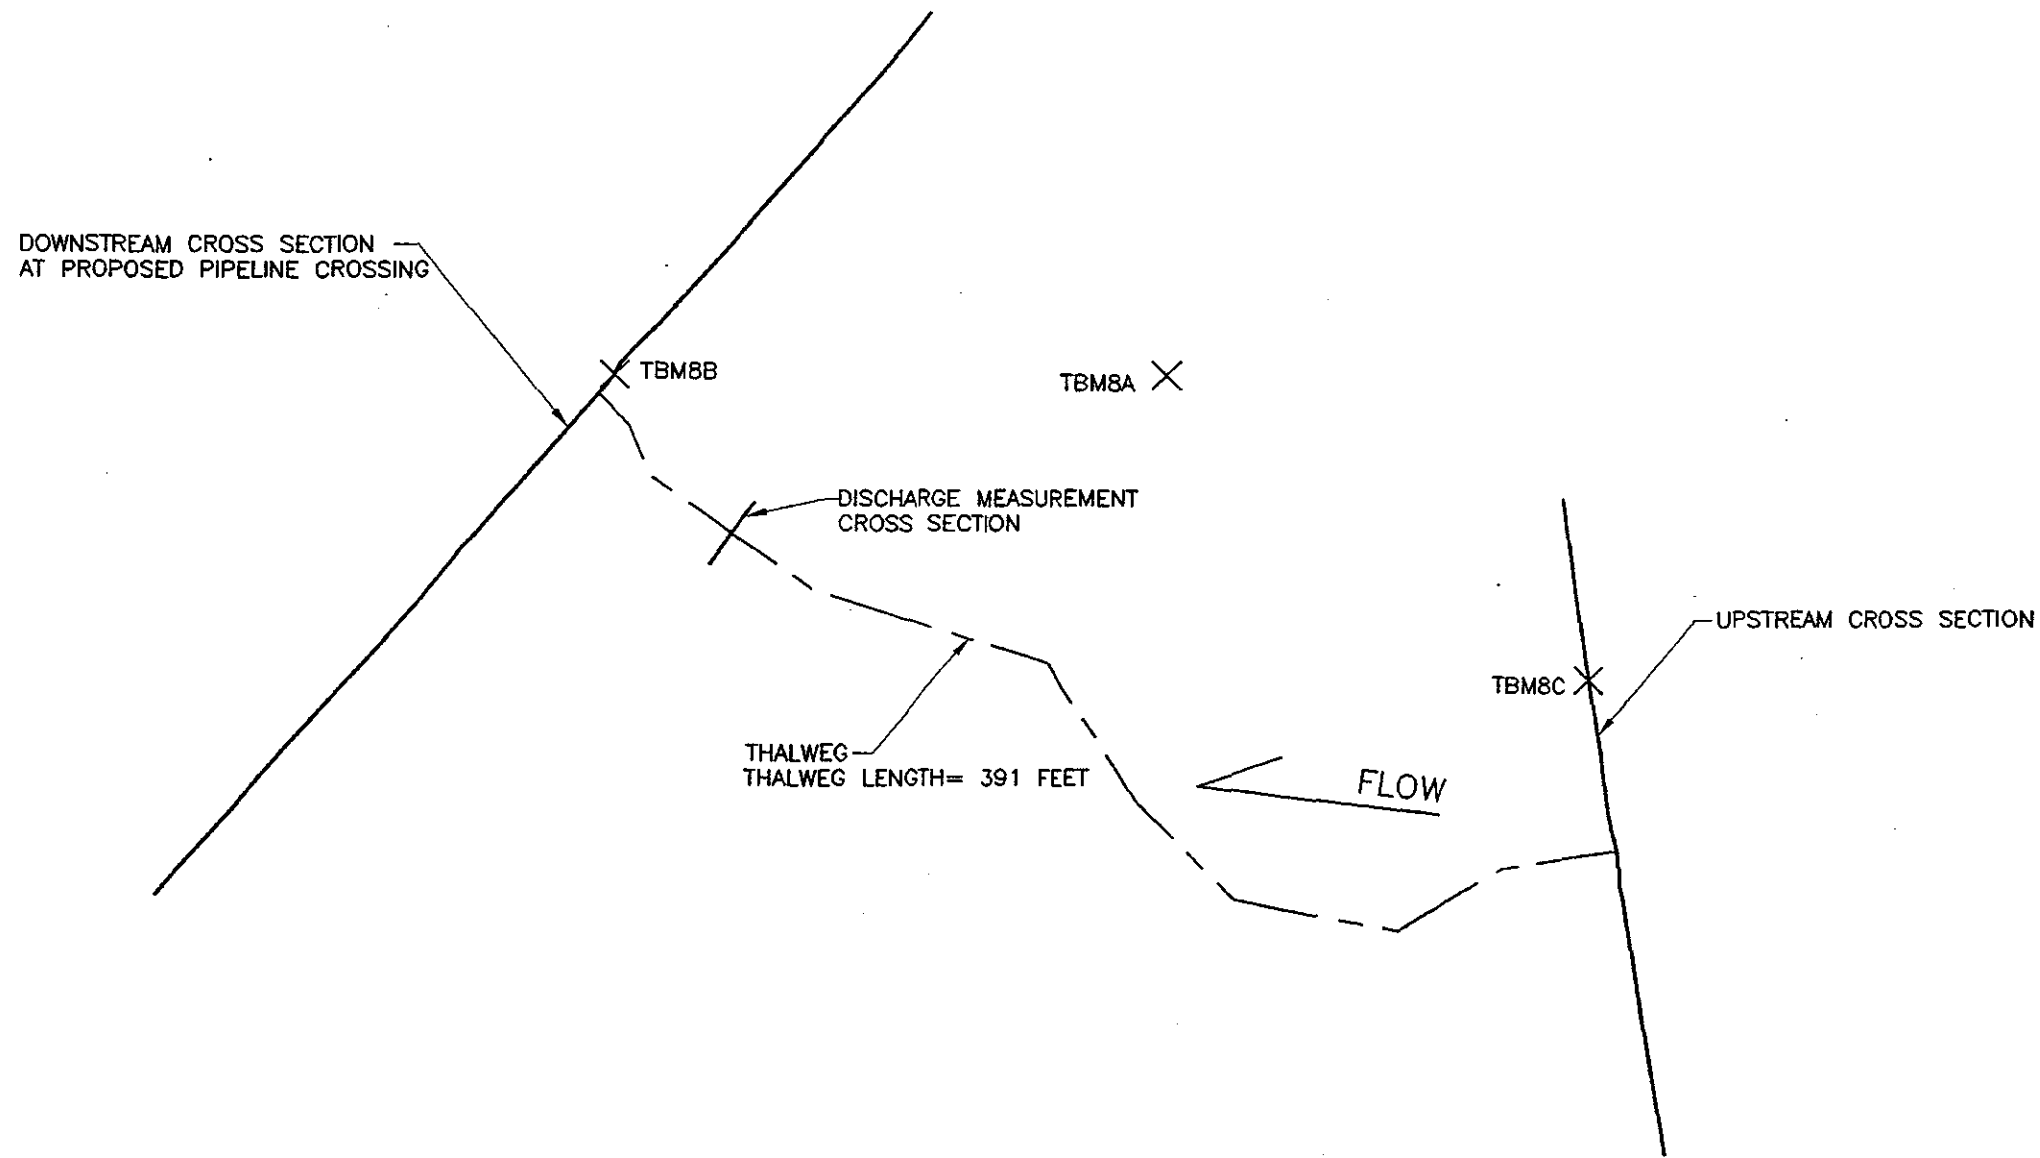 DOWNSTREAM CROSS SECTION
AT PROPOSED PIPELINE CROSSING
TBM8B
TBM8A
DISCHARGE MEASUREMENT
CROSS SECTION
UPSTREAM CROSS SECTION
TBM8C
THALWEG
THALWEG LENGTH= 391 FEET
FLOW